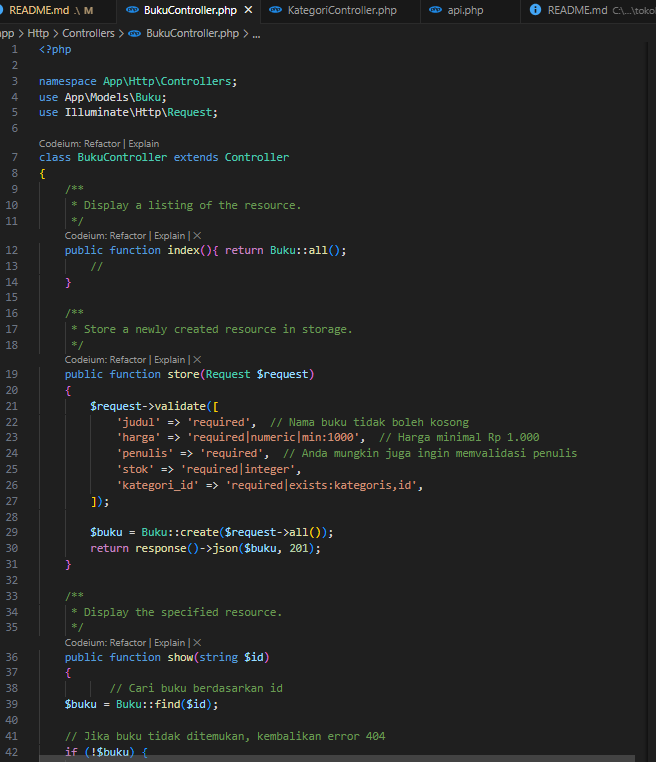 README.md .\ M BukuController.php KategoriController.php api.php README.md C:\...\tokol
app > Http > Controllers > BukuController.php > ...
1 <?php
2
3 namespace App\Http\Controllers;
4 use App\Models\Buku;
5 use Illuminate\Http\Request;
6
Codeium: Refactor | Explain
7 class BukuController extends Controller
8 {
9 /**
10 * Display a listing of the resource.
11 */
Codeium: Refactor | Explain | ×
12 public function index(){ return Buku::all();
13 //
14 }
15
16 /**
17 * Store a newly created resource in storage.
18 */
Codeium: Refactor | Explain | ×
19 public function store(Request $request)
20 {
21 $request->validate([
22 'judul' => 'required', // Nama buku tidak boleh kosong
23 'harga' => 'required|numeric|min:1000', // Harga minimal Rp 1.000
24 'penulis' => 'required', // Anda mungkin juga ingin memvalidasi penulis
25 'stok' => 'required|integer',
26 'kategori_id' => 'required|exists:kategoris,id',
27 ]);
28
29 $buku = Buku::create($request->all());
30 return response()->json($buku, 201);
31 }
32
33 /**
34 * Display the specified resource.
35 */
Codeium: Refactor | Explain | ×
36 public function show(string $id)
37 {
38 // Cari buku berdasarkan id
39 $buku = Buku::find($id);
40
41 // Jika buku tidak ditemukan, kembalikan error 404
42 if (!$buku) {